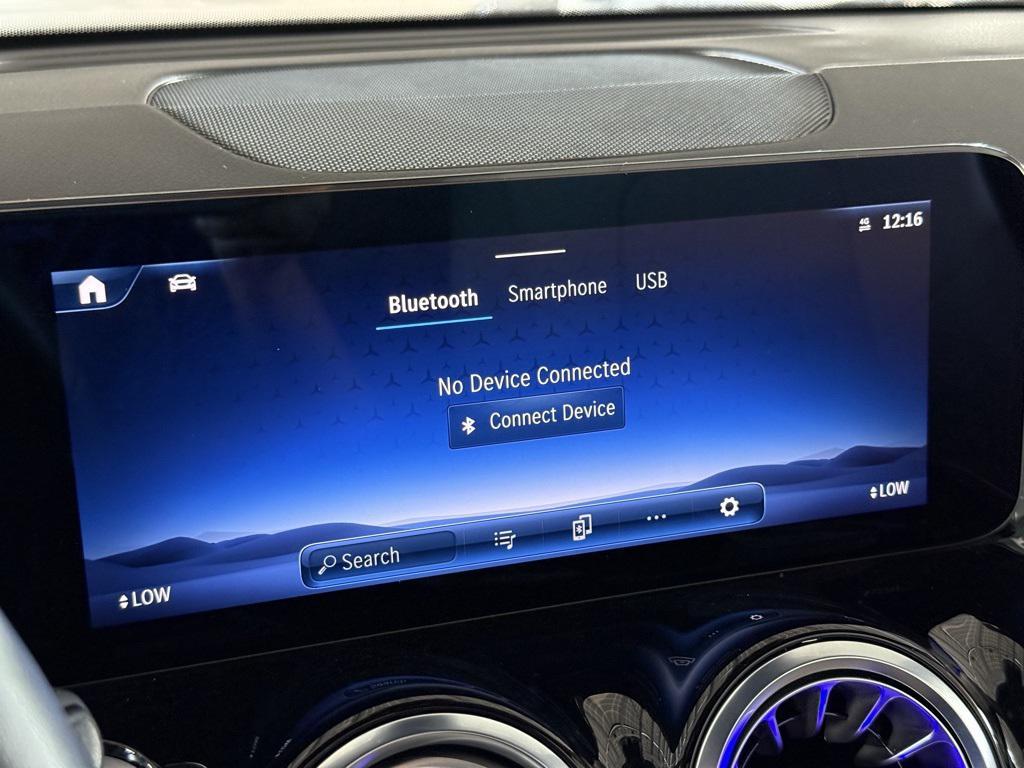 4G 12:16
Bluetooth Smartphone USB
No Device Connected
Connect Device
LOW
Search
LOW